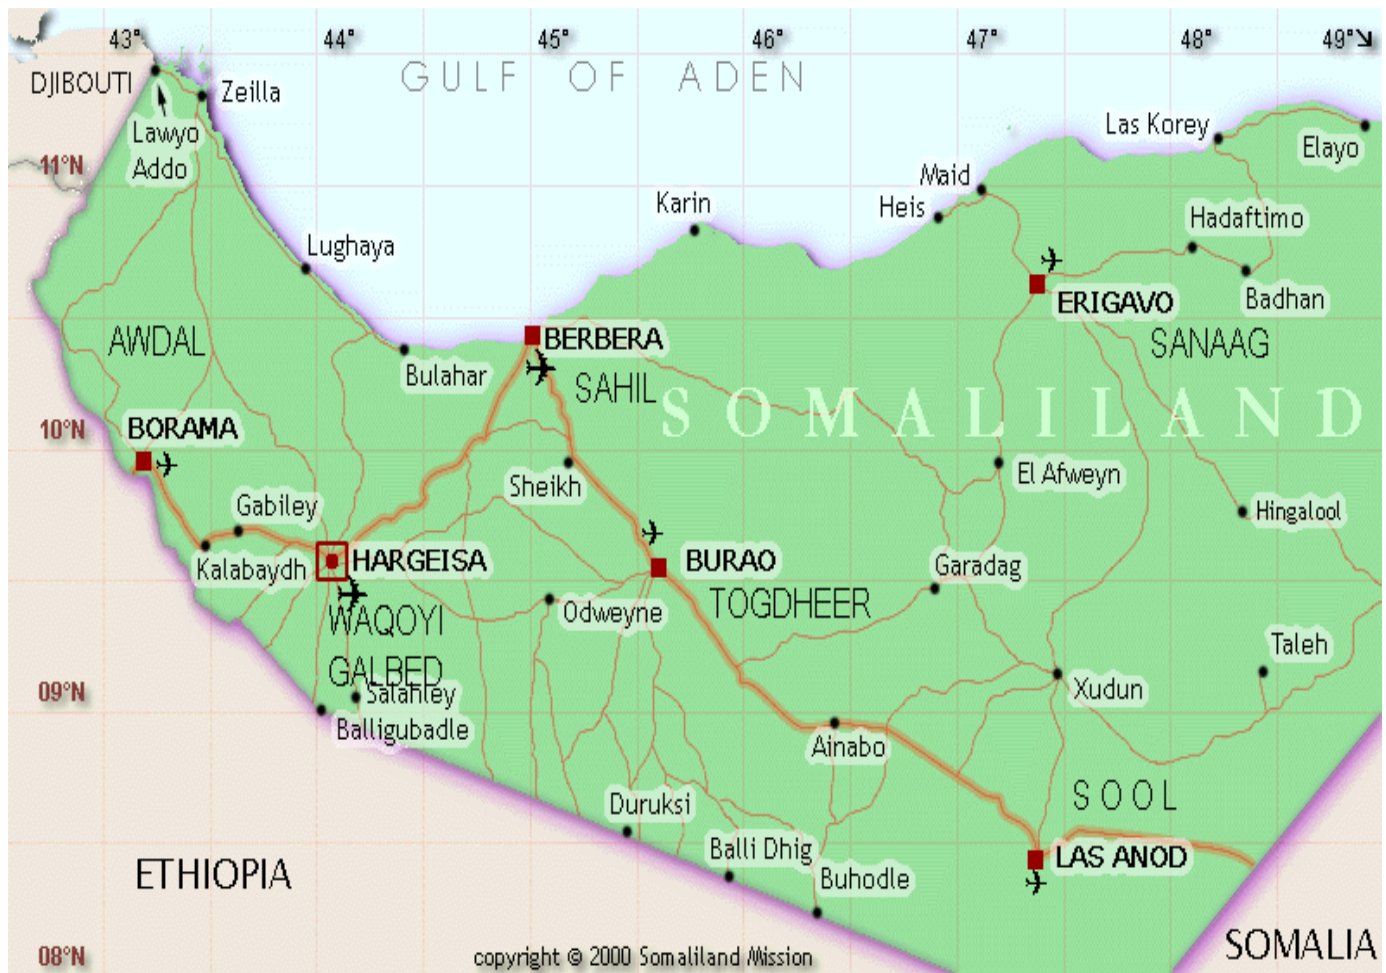 43°
44°
45°
46°
47°
48°
49°
GULF OF ADEN
DJIBOUTI
Zeilla
Lawyo
Addo
Las Korey
Elayo
11°N
Maid
Karin
Heis
Hadaftimo
Lughaya
Badhan
ERIGAVO
AWDAL
BERBERA
SANAAG
Bulahar
SAHIL
SOMALILAND
10°N
BORAMA
Sheikh
El Afweyn
Gabiley
Hingalool
Kalabaydh
HARGEISA
BURAO
Garadag
WAQOYI
GALBED
Odweyne
TOGDHEER
Taleh
09°N
Salahley
Xudun
Balligubadle
Ainabo
SOOL
Duruksi
Balli Dhig
LAS ANOD
ETHIOPIA
Buhodle
08°N
copyright © 2000 Somaliland Mission
SOMALIA